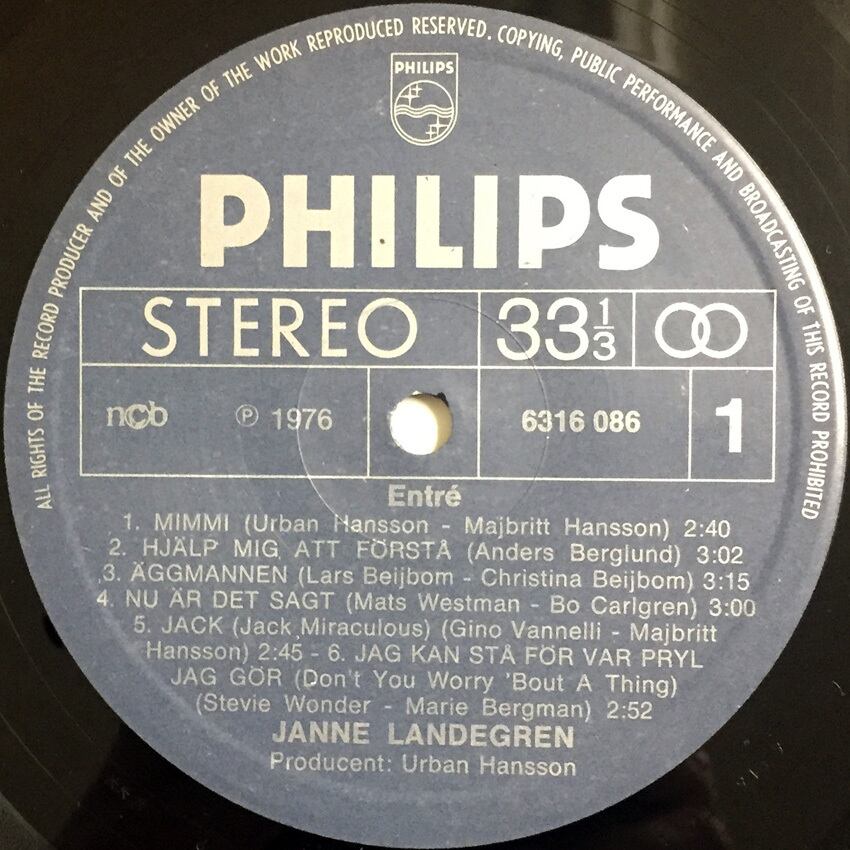 ALL RIGHTS OF THE RECORD PRODUCER AND OF THE OWNER OF THE WORK REPRODUCED RESERVED. COPYING, PUBLIC PERFORMANCE AND BROADCASTING OF THIS RECORD PROHIBITED
PHILIPS
PHILIPS
STEREO 33 1/3
ncb ℗ 1976 6316 086 1
Entré
1. MIMMI (Urban Hansson - Majbritt Hansson) 2:40
2. HJÄLP MIG ATT FÖRSTÅ (Anders Berglund) 3:02
3. ÄGGMANNEN (Lars Beijbom - Christina Beijbom) 3:15
4. NU ÄR DET SAGT (Mats Westman - Bo Carlgren) 3:00
5. JACK (Jack Miraculous) (Gino Vannelli - Majbritt
Hansson) 2:45 - 6. JAG KAN STÅ FÖR VAR PRYL
JAG GÖR (Don't You Worry 'Bout A Thing)
(Stevie Wonder - Marie Bergman) 2:52
JANNE LANDEGREN
Producent: Urban Hansson